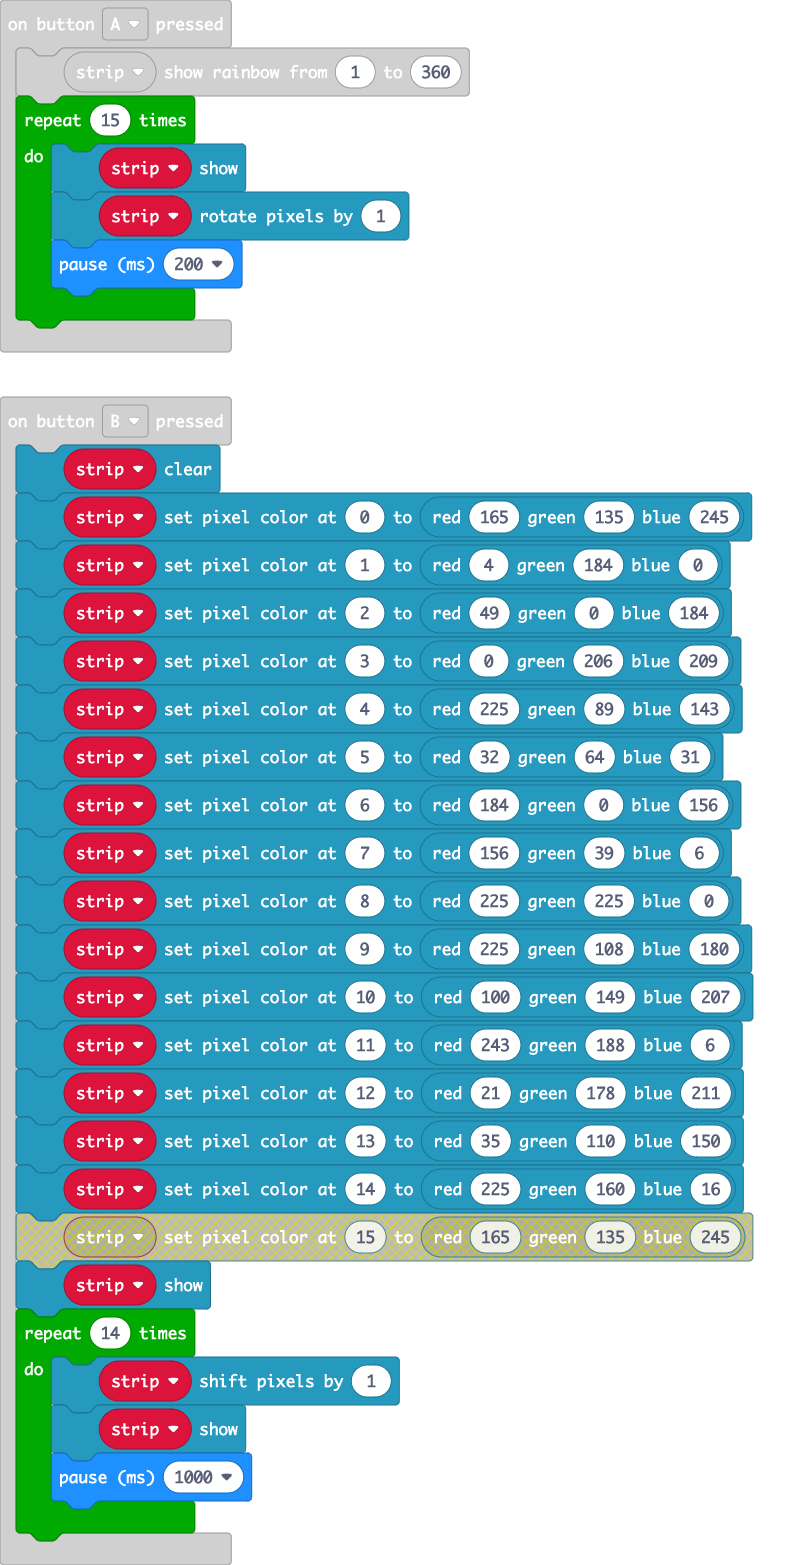 on button A pressed
strip show rainbow from 1 to 360
repeat 15 times
do
strip show
strip rotate pixels by 1
pause (ms) 200
on button B pressed
strip clear
strip set pixel color at 0 to red 165 green 135 blue 245
strip set pixel color at 1 to red 4 green 184 blue 0
strip set pixel color at 2 to red 49 green 0 blue 184
strip set pixel color at 3 to red 0 green 206 blue 209
strip set pixel color at 4 to red 225 green 89 blue 143
strip set pixel color at 5 to red 32 green 64 blue 31
strip set pixel color at 6 to red 184 green 0 blue 156
strip set pixel color at 7 to red 156 green 39 blue 6
strip set pixel color at 8 to red 225 green 225 blue 0
strip set pixel color at 9 to red 225 green 108 blue 180
strip set pixel color at 10 to red 100 green 149 blue 207
strip set pixel color at 11 to red 243 green 188 blue 6
strip set pixel color at 12 to red 21 green 178 blue 211
strip set pixel color at 13 to red 35 green 110 blue 150
strip set pixel color at 14 to red 225 green 160 blue 16
strip set pixel color at 15 to red 165 green 135 blue 245
strip show
repeat 14 times
do
strip shift pixels by 1
strip show
pause (ms) 1000